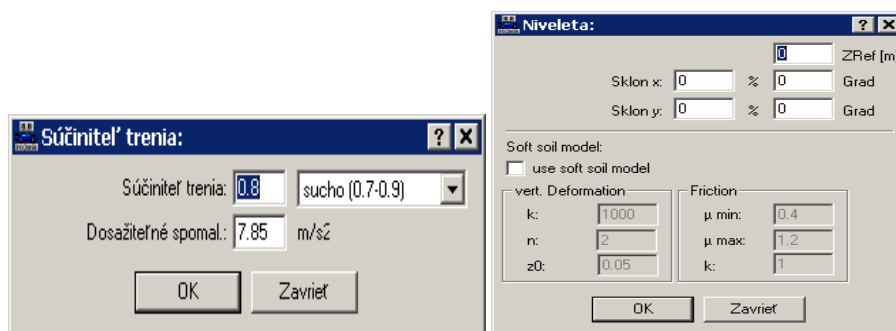 Súčiniteľ trenia:
Súčiniteľ trenia: 0.8 sucho (0.7-0.9)
Dosažiteľné spomal.: 7.85 m/s2
OK Zavrieť
Niveleta:
0 ZRef [m]
Sklon x: 0 % 0 Grad
Sklon y: 0 % 0 Grad
Soft soil model:
use soft soil model
vert. Deformation
k: 1000
n: 2
z0: 0.05
Friction
µ min: 0.4
µ max: 1.2
k: 1
OK Zavrieť